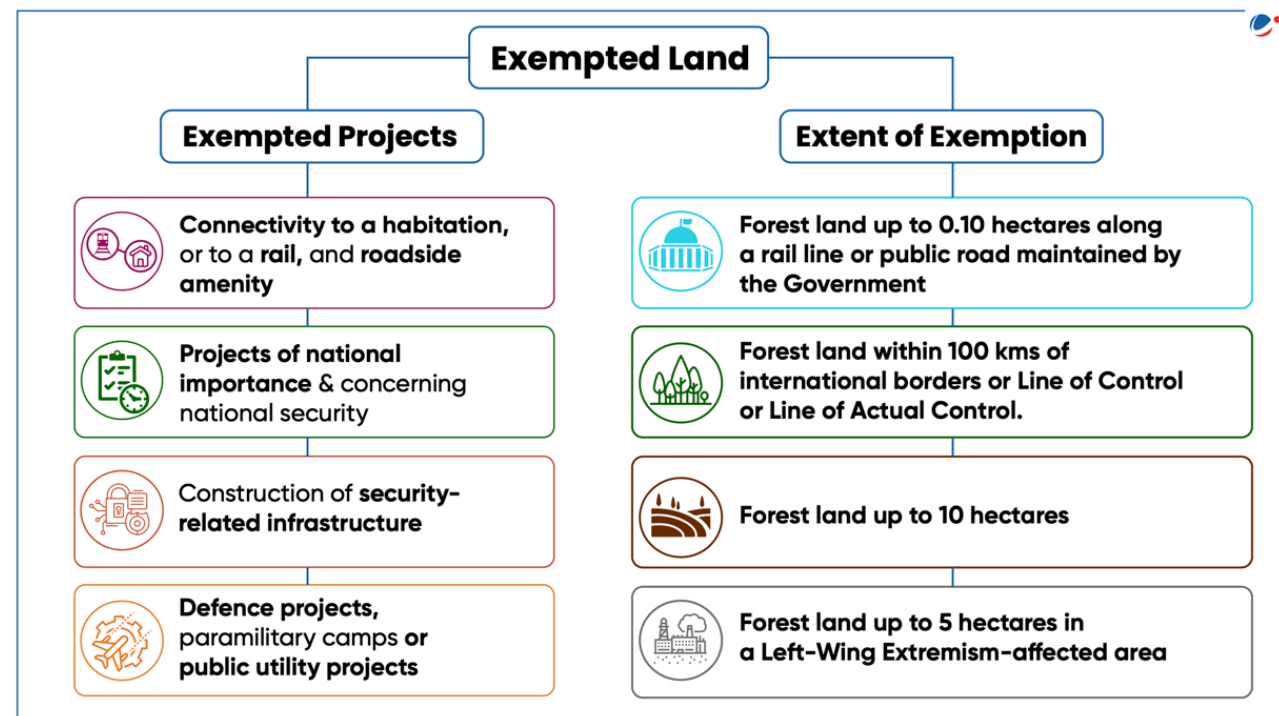 Exempted Land
Exempted Projects
Extent of Exemption
Connectivity to a habitation,
or to a rail, and roadside
amenity
Forest land up to 0.10 hectares along
a rail line or public road maintained by
the Government
Projects of national
importance & concerning
national security
Forest land within 100 kms of
international borders or Line of Control
or Line of Actual Control.
Construction of security-
related infrastructure
Forest land up to 10 hectares
Defence projects,
paramilitary camps or
public utility projects
Forest land up to 5 hectares in
a Left-Wing Extremism-affected area